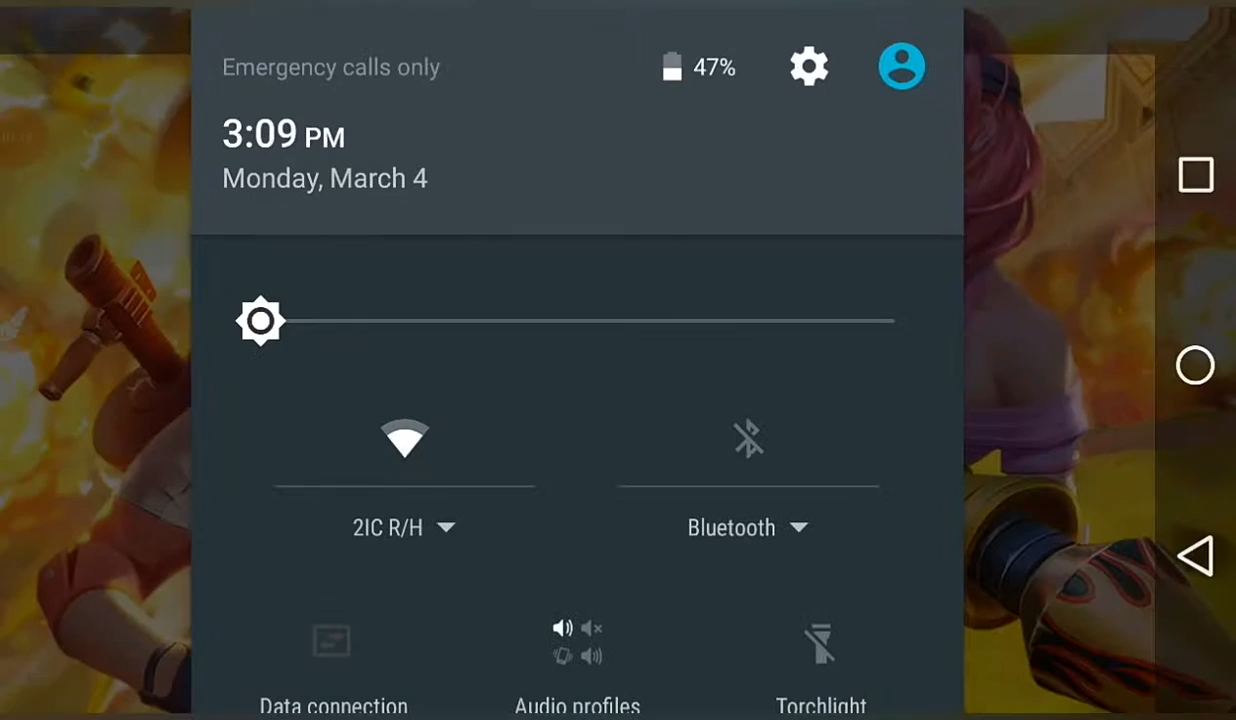 Emergency calls only
47%
3:09 PM
Monday, March 4
2IC R/H
Bluetooth
Data connection
Audio profiles
Torchlight